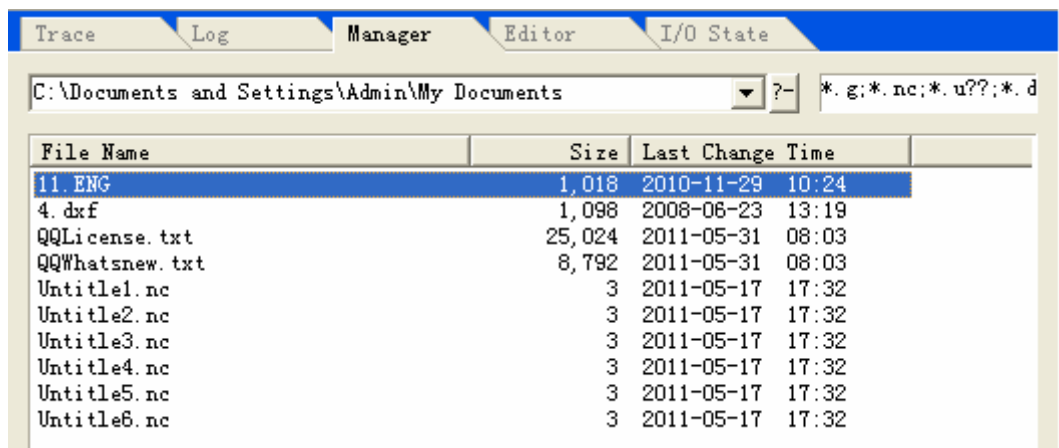 Trace Log Manager Editor I/O State
C:\Documents and Settings\Admin\My Documents ?- *.g;*.nc;*.u??;*.d
File Name Size Last Change Time
11.ENG 1,018 2010-11-29 10:24
4.dxf 1,098 2008-06-23 13:19
QQLicense.txt 25,024 2011-05-31 08:03
QQWhatsnew.txt 8,792 2011-05-31 08:03
Untitle1.nc 3 2011-05-17 17:32
Untitle2.nc 3 2011-05-17 17:32
Untitle3.nc 3 2011-05-17 17:32
Untitle4.nc 3 2011-05-17 17:32
Untitle5.nc 3 2011-05-17 17:32
Untitle6.nc 3 2011-05-17 17:32